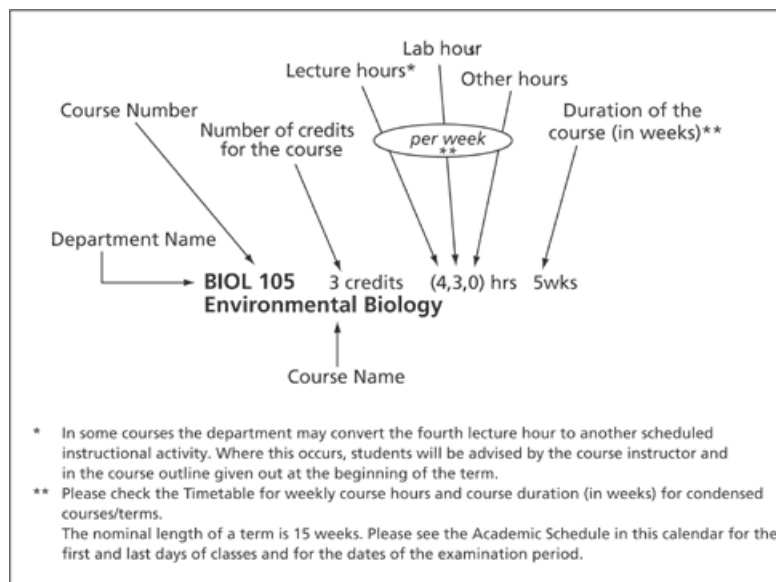 Lab hours
Lecture hours*
Other hours
Course Number
Number of credits
for the course
per week
**
Duration of the
course (in weeks)**
Department Name
BIOL 105 3 credits (4,3,0) hrs 5wks
Environmental Biology
Course Name
* In some courses the department may convert the fourth lecture hour to another scheduled
instructional activity. Where this occurs, students will be advised by the course instructor and
in the course outline given out at the beginning of the term.
** Please check the Timetable for weekly course hours and course duration (in weeks) for condensed
courses/terms.
The nominal length of a term is 15 weeks. Please see the Academic Schedule in this calendar for the
first and last days of classes and for the dates of the examination period.